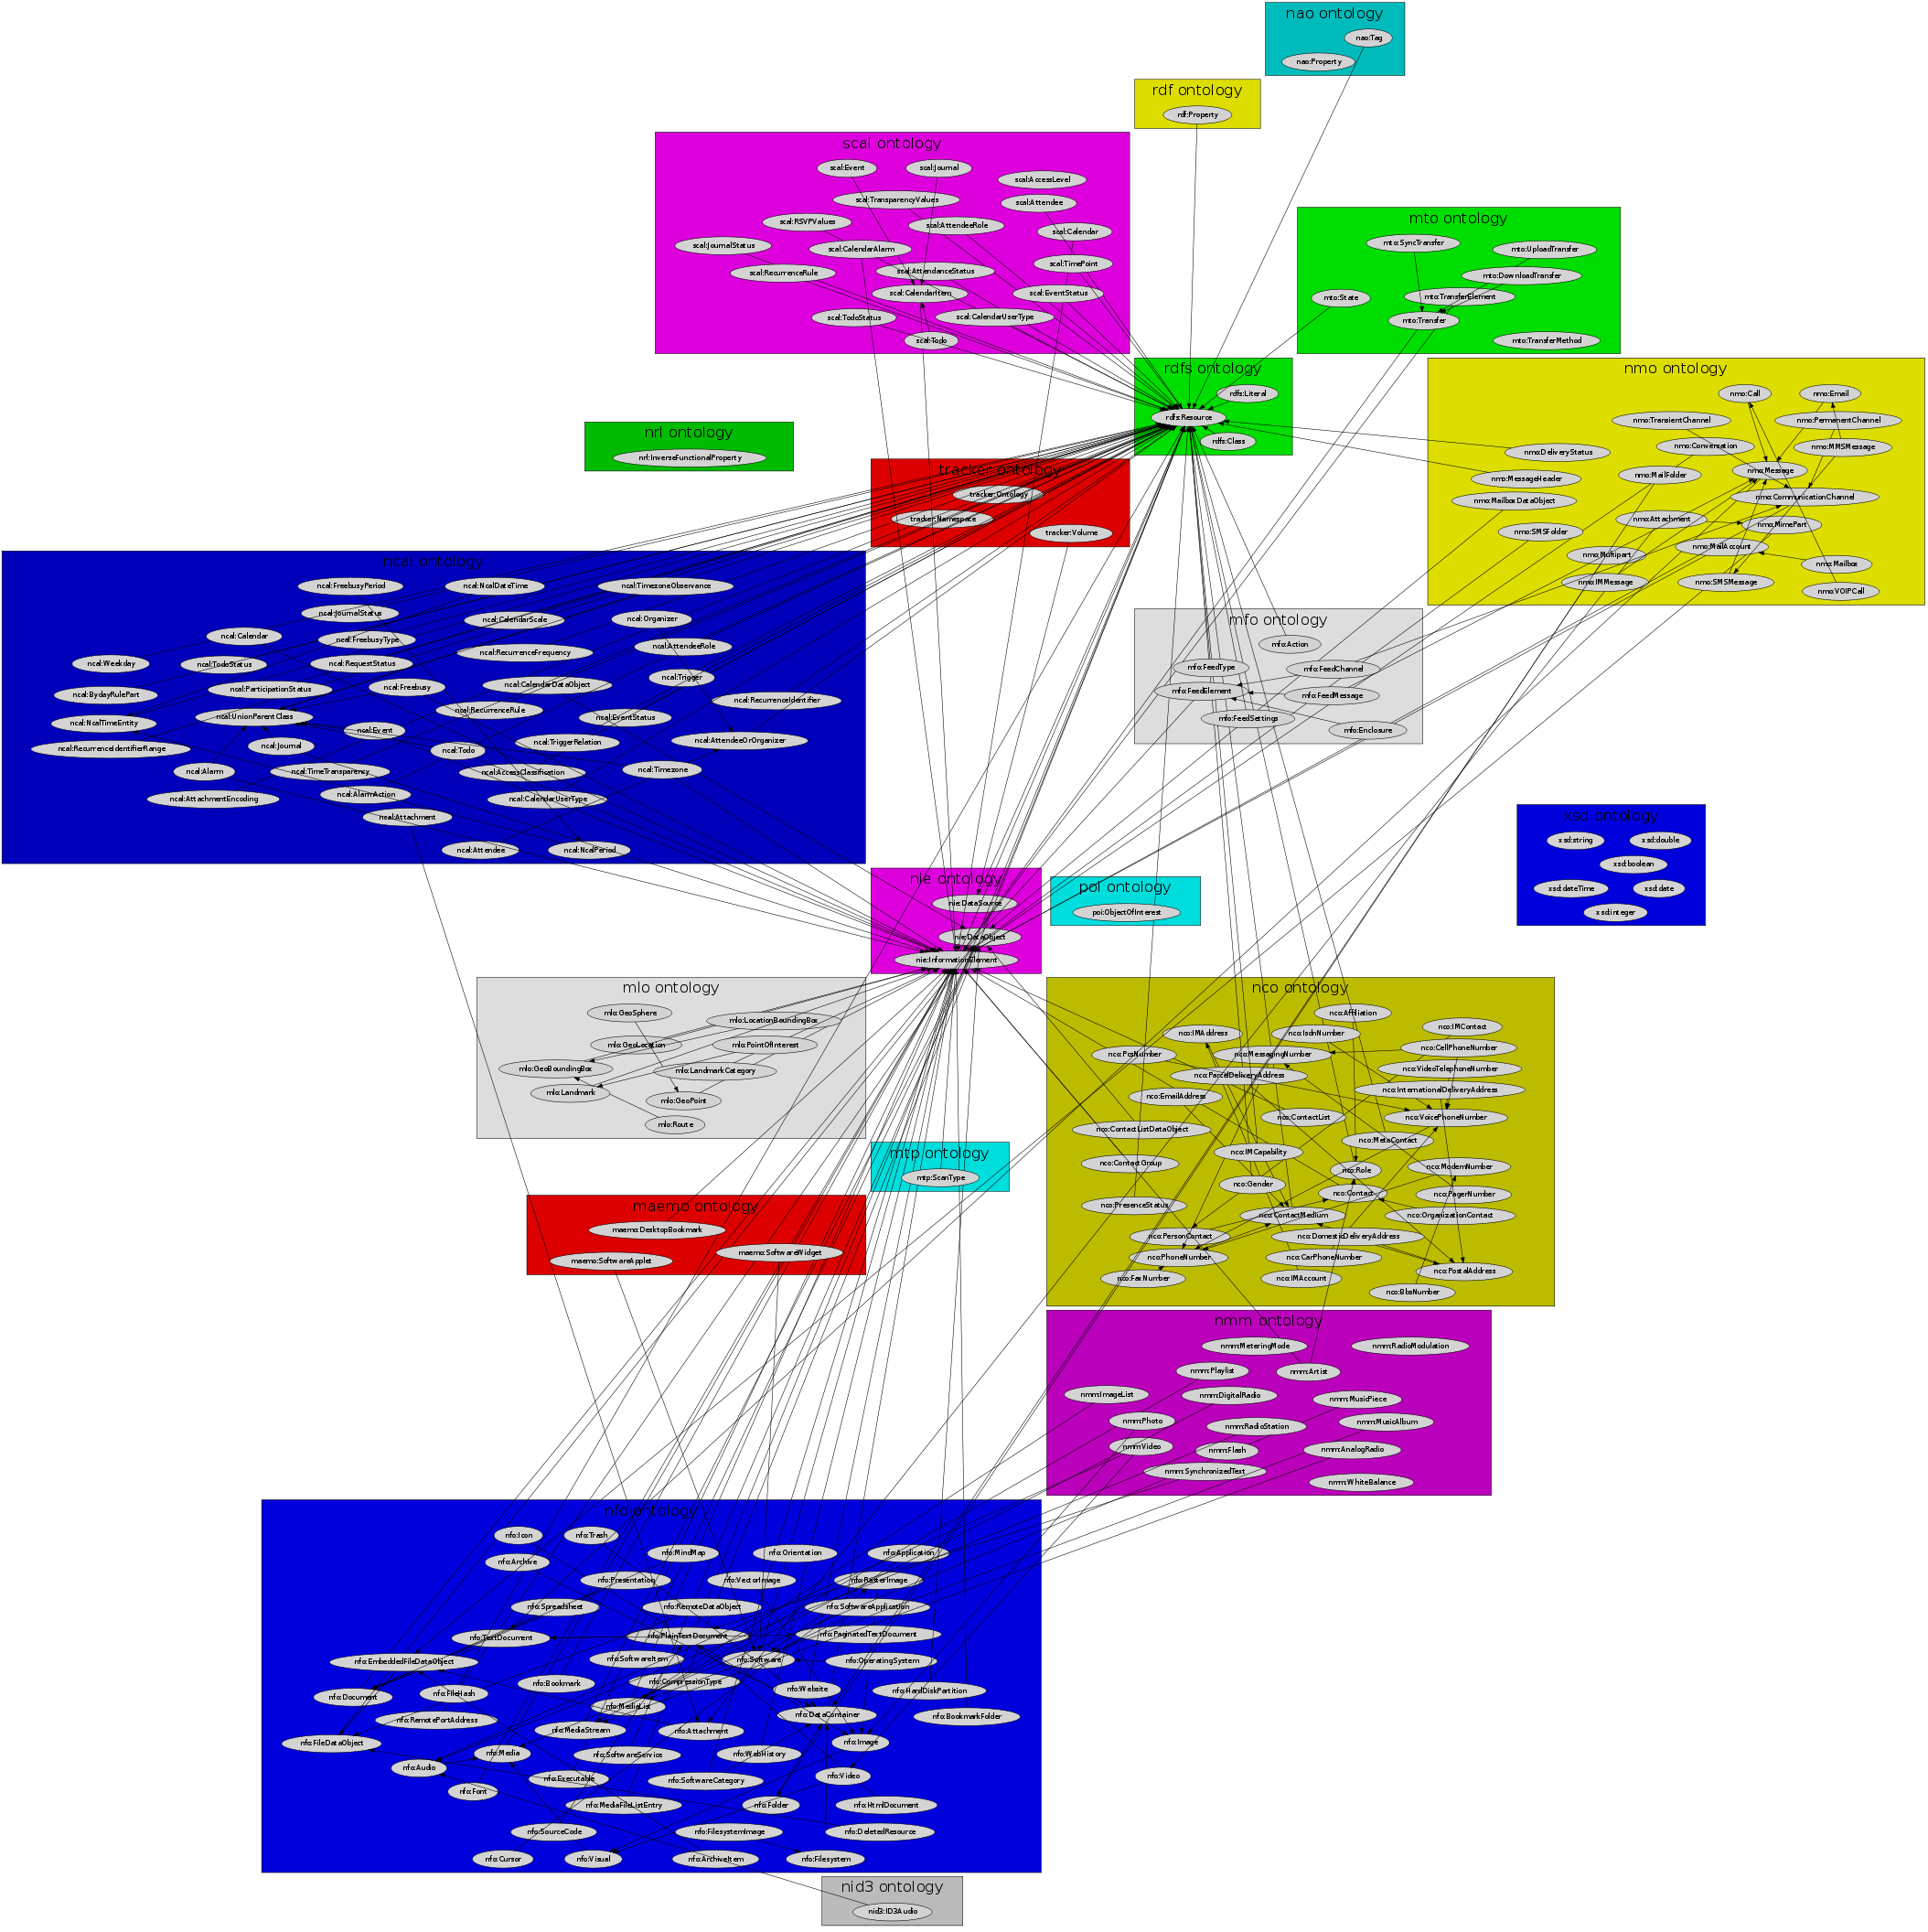 nao ontology
nao:Tag
nao:Property
rdf ontology
rdf:Property
scal ontology
scal:Event
scal:Journal
scal:AccessLevel
scal:TransparencyValues
scal:Attendee
scal:RSVPValues
scal:AttendeeRole
scal:Calendar
scal:JournalStatus
scal:CalendarAlarm
scal:TimePoint
scal:RecurrenceRule
scal:AttendanceStatus
scal:CalendarItem
scal:EventStatus
scal:TodoStatus
scal:CalendarUserType
scal:Todo
mto ontology
mto:SyncTransfer
mto:UploadTransfer
mto:DownloadTransfer
mto:State
mto:TransferElement
mto:Transfer
mto:TransferMethod
rdfs ontology
rdfs:Literal
rdfs:Resource
rdfs:Class
nmo ontology
nmo:Call
nmo:Email
nmo:TransientChannel
nmo:PermanentChannel
nmo:DeliveryStatus
nmo:Conversation
nmo:MMSMessage
nmo:MessageHeader
nmo:MailFolder
nmo:Message
nmo:MailboxDataObject
nmo:CommunicationChannel
nmo:SMSFolder
nmo:Attachment
nmo:MimePart
nmo:Multipart
nmo:MailAccount
nmo:Mailbox
nmo:IMMessage
nmo:SMSMessage
nmo:VOIPCall
nrl ontology
nrl:InverseFunctionalProperty
tracker ontology
tracker:Ontology
tracker:Namespace
tracker:Volume
ncal ontology
ncal:FreebusyPeriod
ncal:NcalDateTime
ncal:TimezoneObservance
ncal:JournalStatus
ncal:CalendarScale
ncal:Organizer
ncal:Calendar
ncal:FreebusyType
ncal:AttendeeRole
ncal:Weekday
ncal:TodoStatus
ncal:RequestStatus
ncal:RecurrenceFrequency
ncal:Trigger
ncal:BydayRulePart
ncal:ParticipationStatus
ncal:Freebusy
ncal:CalendarDataObject
ncal:RecurrenceIdentifier
ncal:NcalTimeEntity
ncal:UnionParentClass
ncal:RecurrenceRule
ncal:EventStatus
ncal:Event
ncal:RecurrenceIdentifierRange
ncal:Journal
ncal:Todo
ncal:TriggerRelation
ncal:AttendeeOrOrganizer
ncal:Alarm
ncal:TimeTransparency
ncal:AccessClassification
ncal:Timezone
ncal:AttachmentEncoding
ncal:AlarmAction
ncal:CalendarUserType
ncal:Attachment
ncal:Attendee
ncal:NcalPeriod
mfo ontology
mfo:Action
mfo:FeedType
mfo:FeedChannel
mfo:FeedElement
mfo:FeedMessage
mfo:FeedSettings
mfo:Enclosure
xsd ontology
xsd:string
xsd:double
xsd:boolean
xsd:dateTime
xsd:date
xsd:integer
nie ontology
nie:DataSource
nie:DataObject
nie:InformationElement
poi ontology
poi:ObjectOfInterest
mlo ontology
mlo:GeoSphere
mlo:LocationBoundingBox
mlo:GeoLocation
mlo:PointOfInterest
mlo:GeoBoundingBox
mlo:LandmarkCategory
mlo:Landmark
mlo:GeoPoint
mlo:Route
nco ontology
nco:Affiliation
nco:IMAddress
nco:IsdnNumber
nco:IMContact
nco:PcsNumber
nco:MessagingNumber
nco:CellPhoneNumber
nco:ParcelDeliveryAddress
nco:VideoTelephoneNumber
nco:EmailAddress
nco:InternationalDeliveryAddress
nco:ContactList
nco:VoicePhoneNumber
nco:ContactListDataObject
nco:MetaContact
nco:IMCapability
nco:ContactGroup
nco:Role
nco:ModemNumber
nco:Gender
nco:Contact
nco:PagerNumber
nco:PresenceStatus
nco:ContactMedium
nco:OrganizationContact
nco:PersonContact
nco:DomesticDeliveryAddress
nco:PhoneNumber
nco:CarPhoneNumber
nco:FaxNumber
nco:IMAccount
nco:PostalAddress
nco:BbsNumber
mtp ontology
mtp:ScanType
maemo ontology
maemo:DesktopBookmark
maemo:SoftwareWidget
maemo:SoftwareApplet
nmm ontology
nmm:MeteringMode
nmm:RadioModulation
nmm:Playlist
nmm:Artist
nmm:ImageList
nmm:DigitalRadio
nmm:MusicPiece
nmm:Photo
nmm:RadioStation
nmm:MusicAlbum
nmm:Video
nmm:Flash
nmm:AnalogRadio
nmm:SynchronizedText
nmm:WhiteBalance
nfo ontology
nfo:Icon
nfo:Trash
nfo:Archive
nfo:MindMap
nfo:Orientation
nfo:Application
nfo:Presentation
nfo:VectorImage
nfo:RasterImage
nfo:Spreadsheet
nfo:RemoteDataObject
nfo:SoftwareApplication
nfo:TextDocument
nfo:PlainTextDocument
nfo:PaginatedTextDocument
nfo:EmbeddedFileDataObject
nfo:SoftwareItem
nfo:Software
nfo:OperatingSystem
nfo:Bookmark
nfo:CompressionType
nfo:Document
nfo:FileHash
nfo:Website
nfo:HardDiskPartition
nfo:MediaList
nfo:RemotePortAddress
nfo:DataContainer
nfo:BookmarkFolder
nfo:MediaStream
nfo:Attachment
nfo:FileDataObject
nfo:Image
nfo:Media
nfo:SoftwareService
nfo:WebHistory
nfo:Audio
nfo:Executable
nfo:SoftwareCategory
nfo:Video
nfo:Font
nfo:MediaFileListEntry
nfo:Folder
nfo:HtmlDocument
nfo:SourceCode
nfo:FilesystemImage
nfo:DeletedResource
nfo:Cursor
nfo:Visual
nfo:ArchiveItem
nfo:Filesystem
nid3 ontology
nid3:ID3Audio